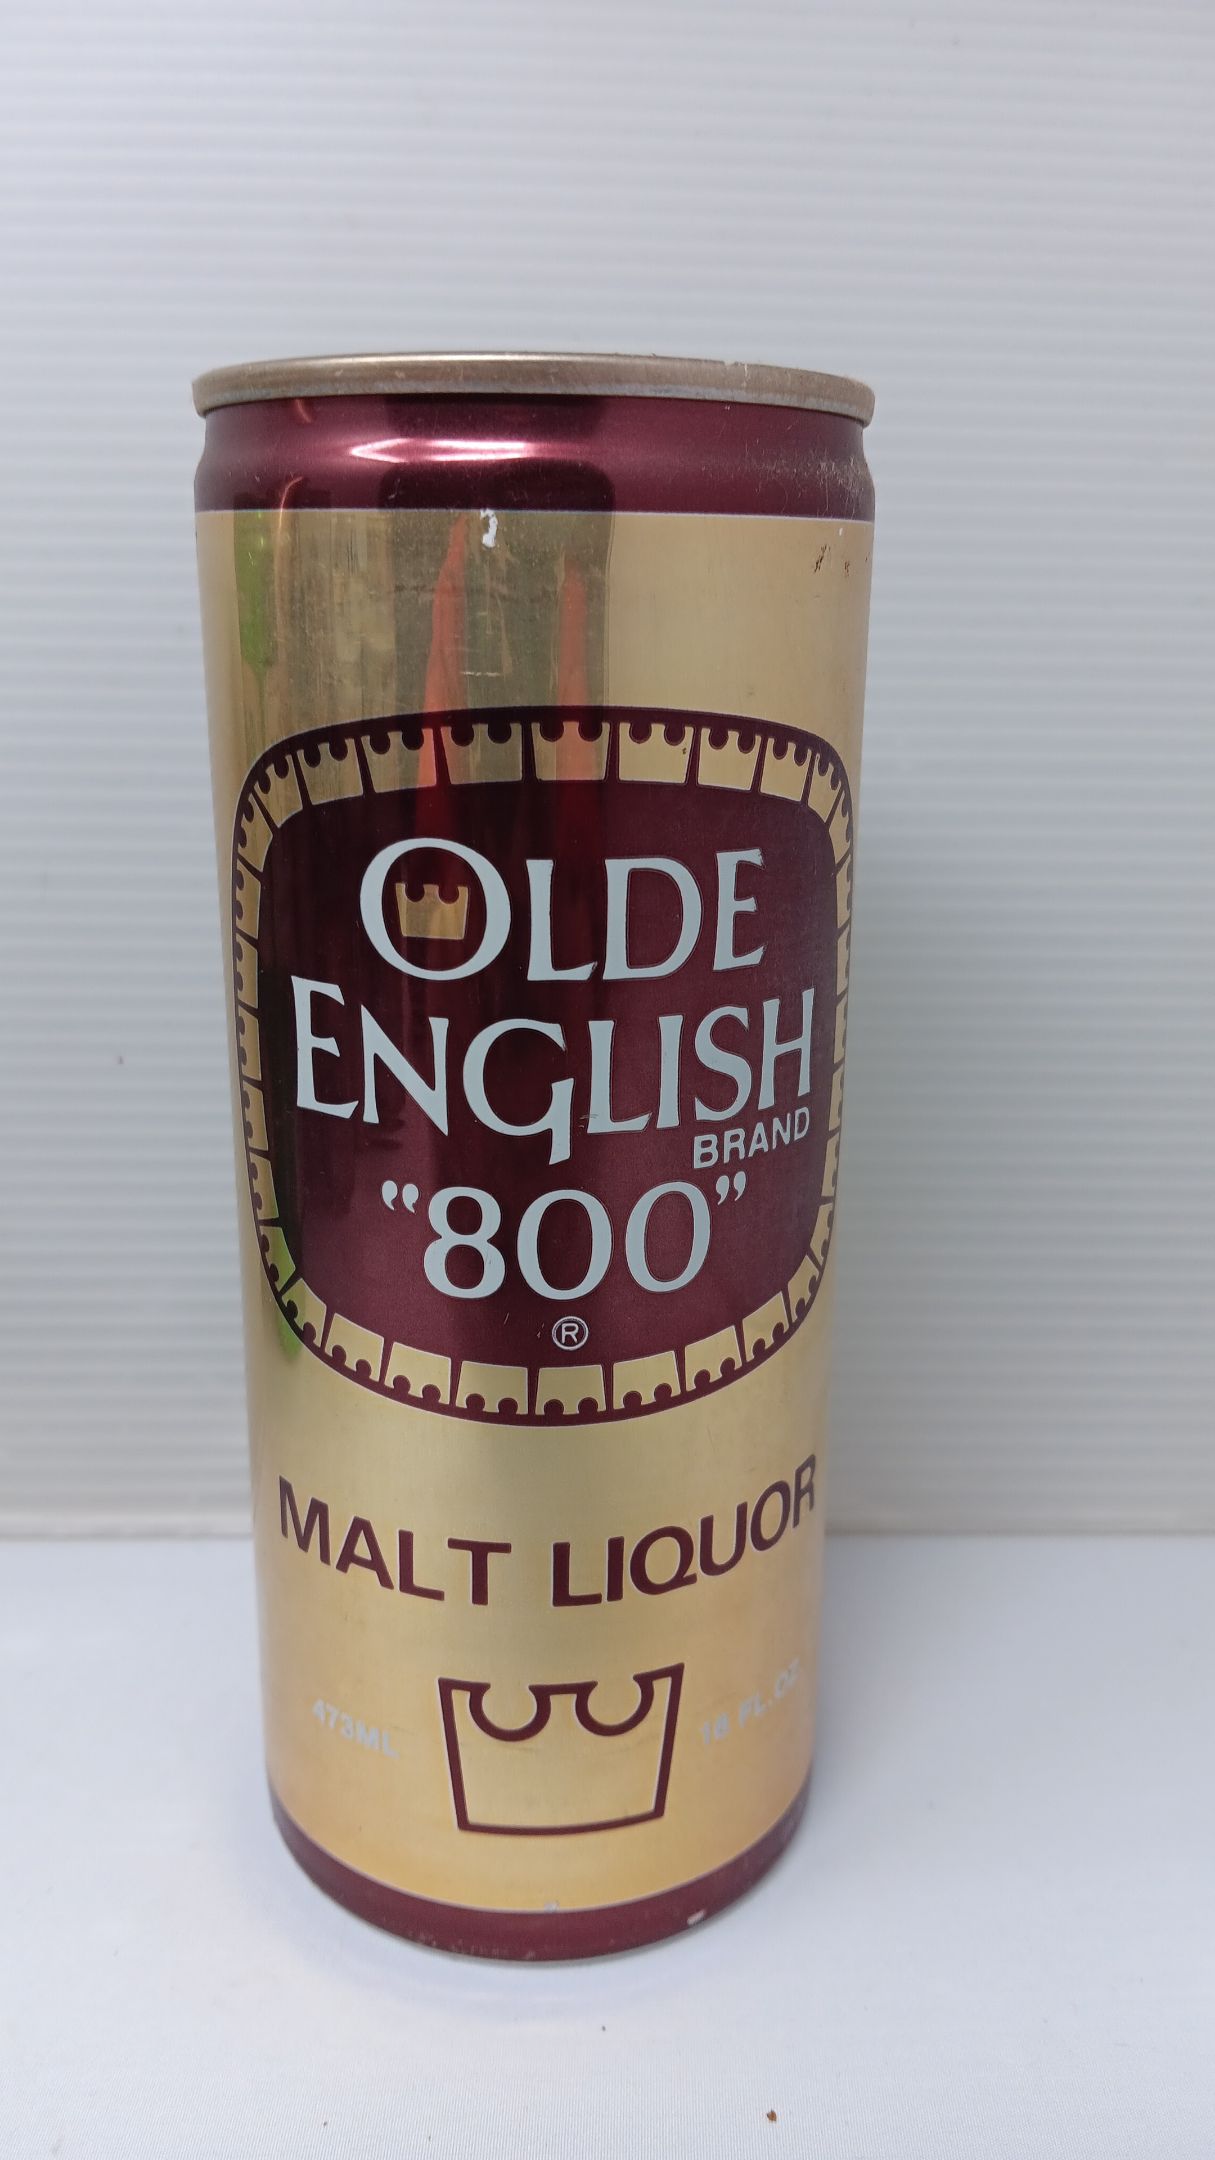 OLDE
ENGLISH
BRAND
“800”
®
MALT LIQUOR
473ML
16 FL.OZ.